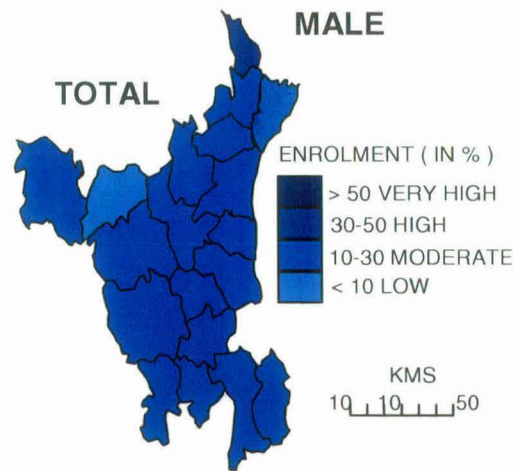 MALE
TOTAL
ENROLMENT ( IN % )
> 50 VERY HIGH
30-50 HIGH
10-30 MODERATE
< 10 LOW
KMS
10 10 50